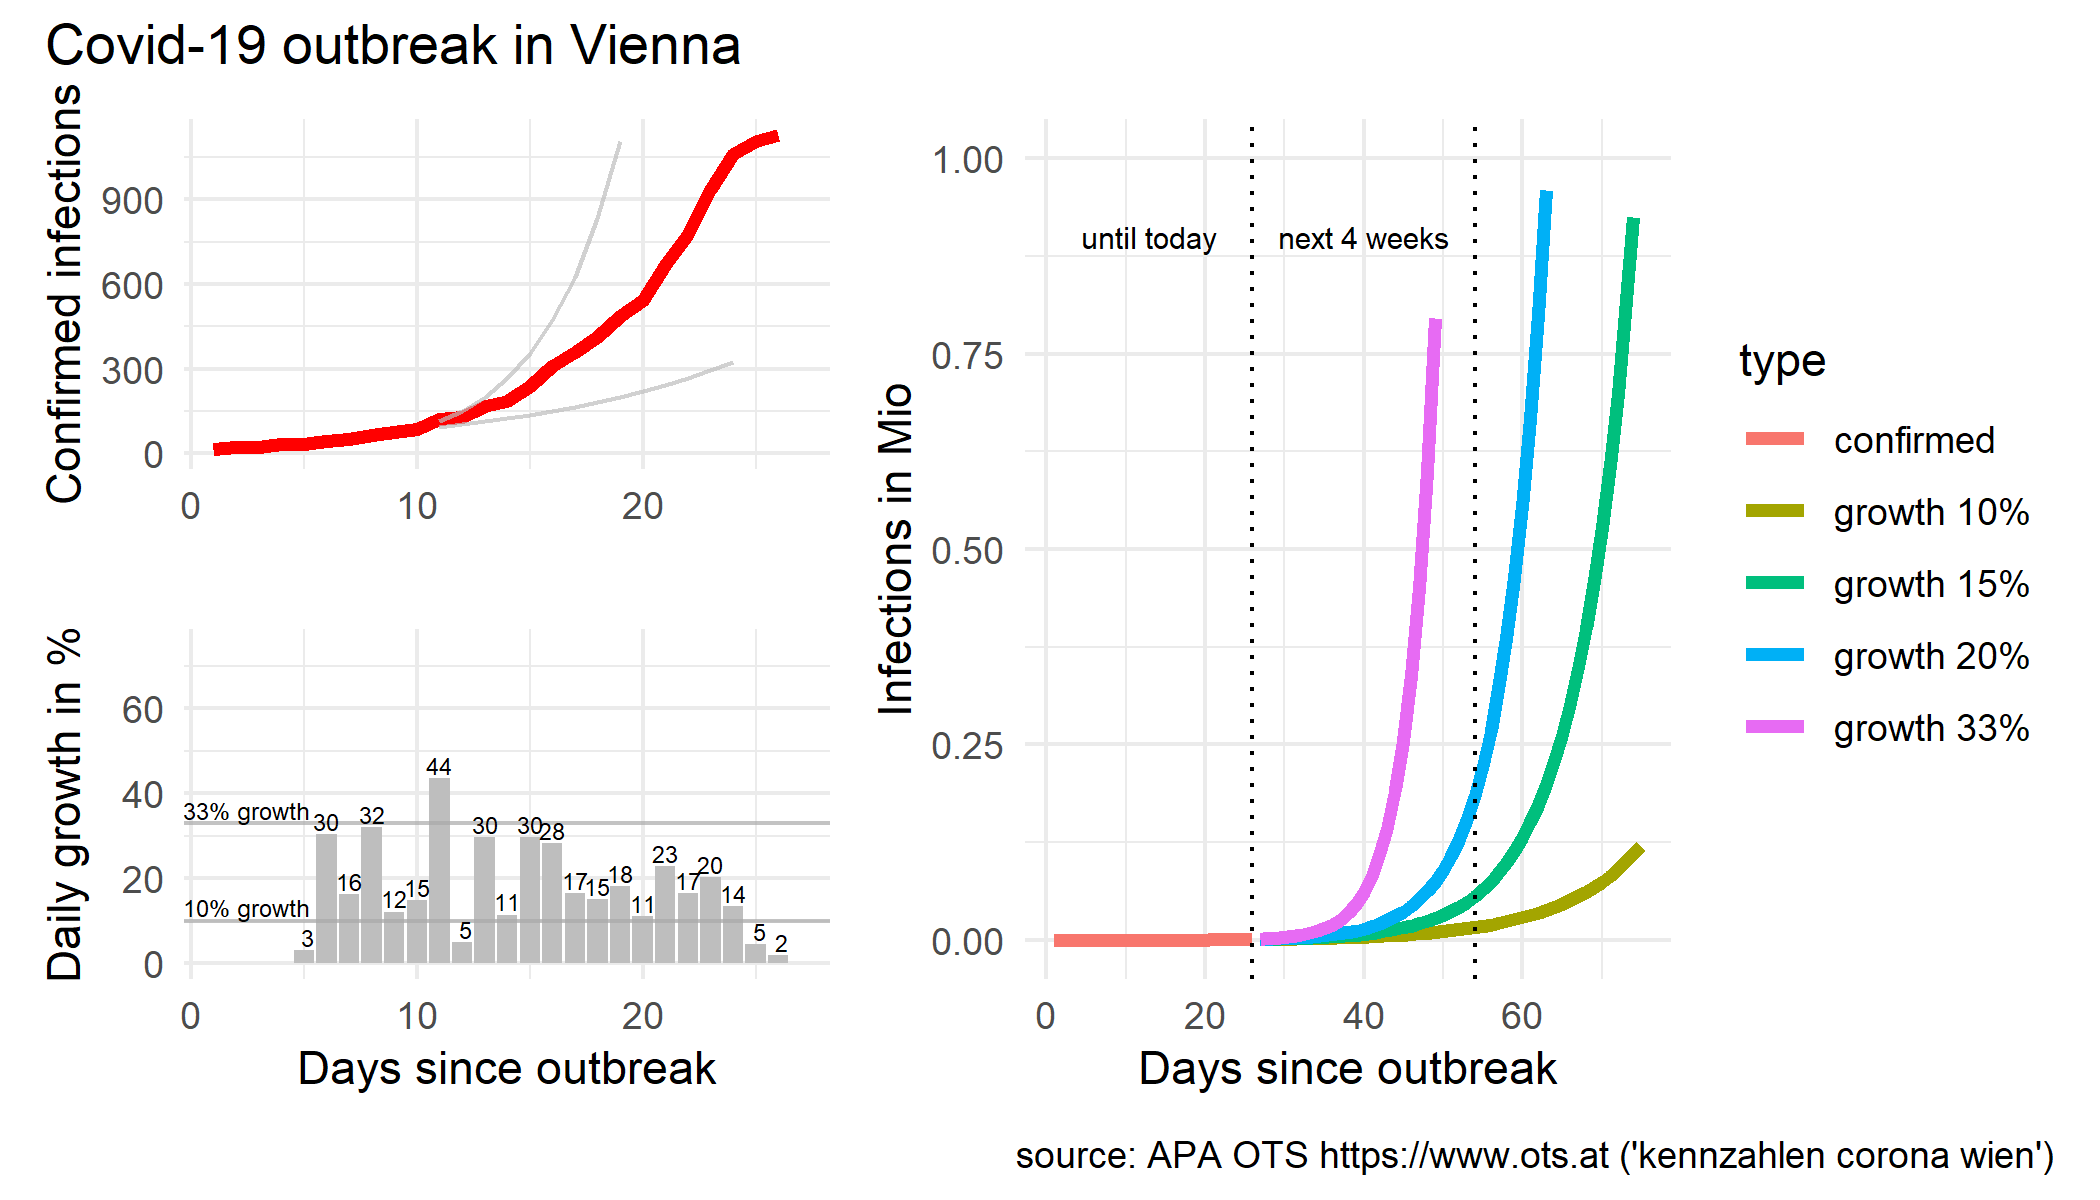 Covid-19 outbreak in Vienna
Confirmed infections
900
600
300
0
0 10 20
Daily growth in %
60
40
20
0
33% growth
10% growth
3 30 16 32 12 15 44 5 30 11 30 28 17 15 18 11 23 17 20 14 5 2
0 10 20
Days since outbreak
Infections in Mio
1.00
0.75
0.50
0.25
0.00
until today
next 4 weeks
0 20 40 60
Days since outbreak
type
confirmed
growth 10%
growth 15%
growth 20%
growth 33%
source: APA OTS https://www.ots.at ('kennzahlen corona wien')